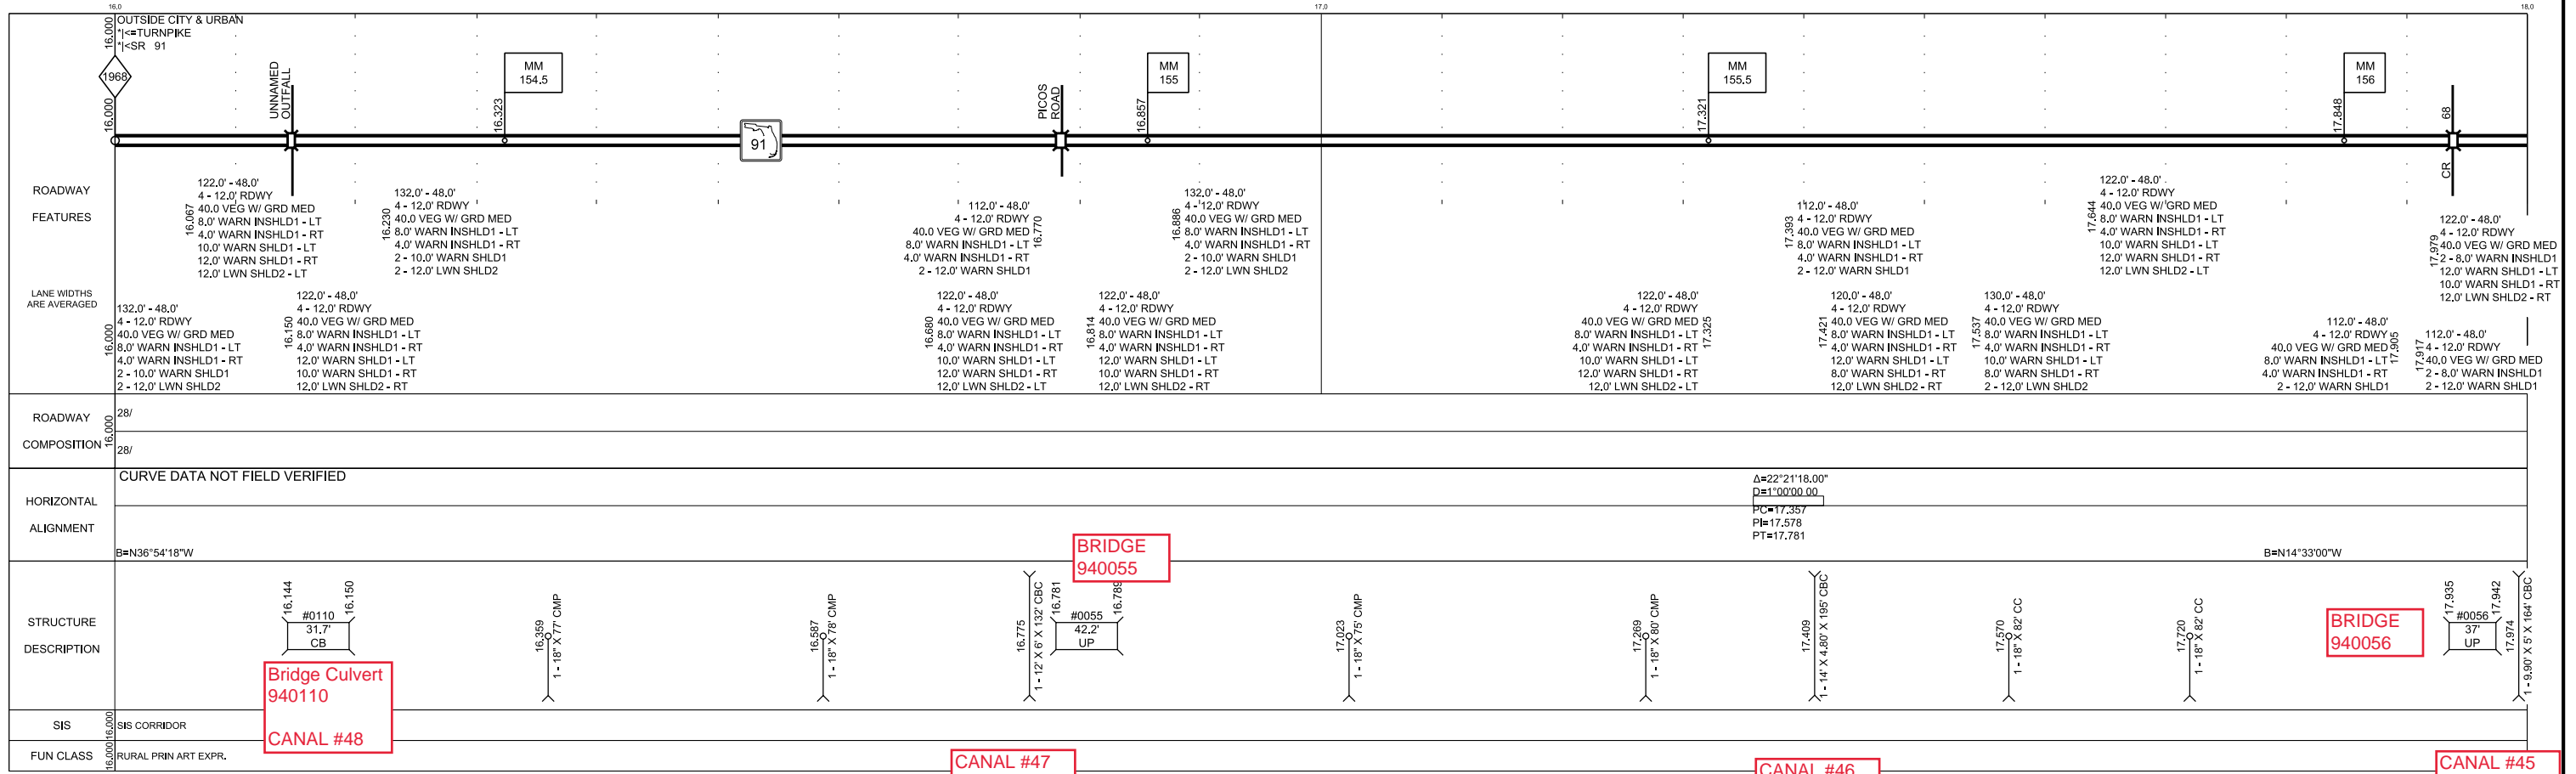 16.0
17.0
18.0
16.000
OUTSIDE CITY & URBAN
*|<=TURNPIKE
*|<SR 91
1968
16.000
UNNAMED
OUTFALL
16.323
MM
154.5
91
PICOS
ROAD
16.857
MM
155
17.321
MM
155.5
17.848
MM
156
68
CR
ROADWAY
FEATURES
16.067
122.0' - 48.0'
4 - 12.0' RDWY
40.0 VEG W/ GRD MED
8.0' WARN INSHLD1 - LT
4.0' WARN INSHLD1 - RT
10.0' WARN SHLD1 - LT
12.0' WARN SHLD1 - RT
12.0' LWN SHLD2 - LT
16.230
132.0' - 48.0'
4 - 12.0' RDWY
40.0 VEG W/ GRD MED
8.0' WARN INSHLD1 - LT
4.0' WARN INSHLD1 - RT
2 - 10.0' WARN SHLD1
2 - 12.0' LWN SHLD2
112.0' - 48.0'
4 - 12.0' RDWY
40.0 VEG W/ GRD MED
8.0' WARN INSHLD1 - LT
4.0' WARN INSHLD1 - RT
2 - 12.0' WARN SHLD1
16.770
16.886
132.0' - 48.0'
4 - 12.0' RDWY
40.0 VEG W/ GRD MED
8.0' WARN INSHLD1 - LT
4.0' WARN INSHLD1 - RT
2 - 10.0' WARN SHLD1
2 - 12.0' LWN SHLD2
17.393
112.0' - 48.0'
4 - 12.0' RDWY
40.0 VEG W/ GRD MED
8.0' WARN INSHLD1 - LT
4.0' WARN INSHLD1 - RT
2 - 12.0' WARN SHLD1
17.644
122.0' - 48.0'
4 - 12.0' RDWY
40.0 VEG W/ GRD MED
8.0' WARN INSHLD1 - LT
4.0' WARN INSHLD1 - RT
10.0' WARN SHLD1 - LT
12.0' WARN SHLD1 - RT
12.0' LWN SHLD2 - LT
17.979
122.0' - 48.0'
4 - 12.0' RDWY
40.0 VEG W/ GRD MED
2 - 8.0' WARN INSHLD1
12.0' WARN SHLD1 - LT
10.0' WARN SHLD1 - RT
12.0' LWN SHLD2 - RT
LANE WIDTHS
ARE AVERAGED
16.000
132.0' - 48.0'
4 - 12.0' RDWY
40.0 VEG W/ GRD MED
8.0' WARN INSHLD1 - LT
4.0' WARN INSHLD1 - RT
2 - 10.0' WARN SHLD1
2 - 12.0' LWN SHLD2
16.150
122.0' - 48.0'
4 - 12.0' RDWY
40.0 VEG W/ GRD MED
8.0' WARN INSHLD1 - LT
4.0' WARN INSHLD1 - RT
12.0' WARN SHLD1 - LT
10.0' WARN SHLD1 - RT
12.0' LWN SHLD2 - RT
16.680
122.0' - 48.0'
4 - 12.0' RDWY
40.0 VEG W/ GRD MED
8.0' WARN INSHLD1 - LT
4.0' WARN INSHLD1 - RT
10.0' WARN SHLD1 - LT
12.0' WARN SHLD1 - RT
12.0' LWN SHLD2 - LT
16.814
122.0' - 48.0'
4 - 12.0' RDWY
40.0 VEG W/ GRD MED
8.0' WARN INSHLD1 - LT
4.0' WARN INSHLD1 - RT
12.0' WARN SHLD1 - LT
10.0' WARN SHLD1 - RT
12.0' LWN SHLD2 - RT
122.0' - 48.0'
4 - 12.0' RDWY
40.0 VEG W/ GRD MED
8.0' WARN INSHLD1 - LT
4.0' WARN INSHLD1 - RT
10.0' WARN SHLD1 - LT
12.0' WARN SHLD1 - RT
12.0' LWN SHLD2 - LT
17.325
17.421
120.0' - 48.0'
4 - 12.0' RDWY
40.0 VEG W/ GRD MED
8.0' WARN INSHLD1 - LT
4.0' WARN INSHLD1 - RT
12.0' WARN SHLD1 - LT
8.0' WARN SHLD1 - RT
12.0' LWN SHLD2 - RT
17.537
130.0' - 48.0'
4 - 12.0' RDWY
40.0 VEG W/ GRD MED
8.0' WARN INSHLD1 - LT
4.0' WARN INSHLD1 - RT
10.0' WARN SHLD1 - LT
8.0' WARN SHLD1 - RT
2 - 12.0' LWN SHLD2
112.0' - 48.0'
4 - 12.0' RDWY
40.0 VEG W/ GRD MED
8.0' WARN INSHLD1 - LT
4.0' WARN INSHLD1 - RT
2 - 12.0' WARN SHLD1
17.905
17.917
112.0' - 48.0'
4 - 12.0' RDWY
40.0 VEG W/ GRD MED
2 - 8.0' WARN INSHLD1
2 - 12.0' WARN SHLD1
ROADWAY
COMPOSITION
16.000
28/
28/
HORIZONTAL
ALIGNMENT
CURVE DATA NOT FIELD VERIFIED
B=N36°54'18"W
Δ=22°21'18.00"
D=1°00'00 00
PC=17.357
PI=17.578
PT=17.781
B=N14°33'00"W
STRUCTURE
DESCRIPTION
16.144
16.150
#0110
31.7'
CB
Bridge Culvert
940110
CANAL #48
16.359
1 - 18" X 77' CMP
16.587
1 - 18" X 78' CMP
16.775
1 - 12' X 6' X 132' CBC
BRIDGE
940055
16.781
16.789
#0055
42.2'
UP
17.023
1 - 18" X 75' CMP
17.269
1 - 18" X 80' CMP
17.409
1 - 14' X 4.80' X 195' CBC
17.570
1 - 18" X 82' CC
17.720
1 - 18" X 82' CC
BRIDGE
940056
17.935
17.942
#0056
37'
UP
17.974
1 - 9.90' X 5' X 164' CBC
SIS
16.000
SIS CORRIDOR
FUN CLASS
16.000
RURAL PRIN ART EXPR.
CANAL #47
CANAL #46
CANAL #45